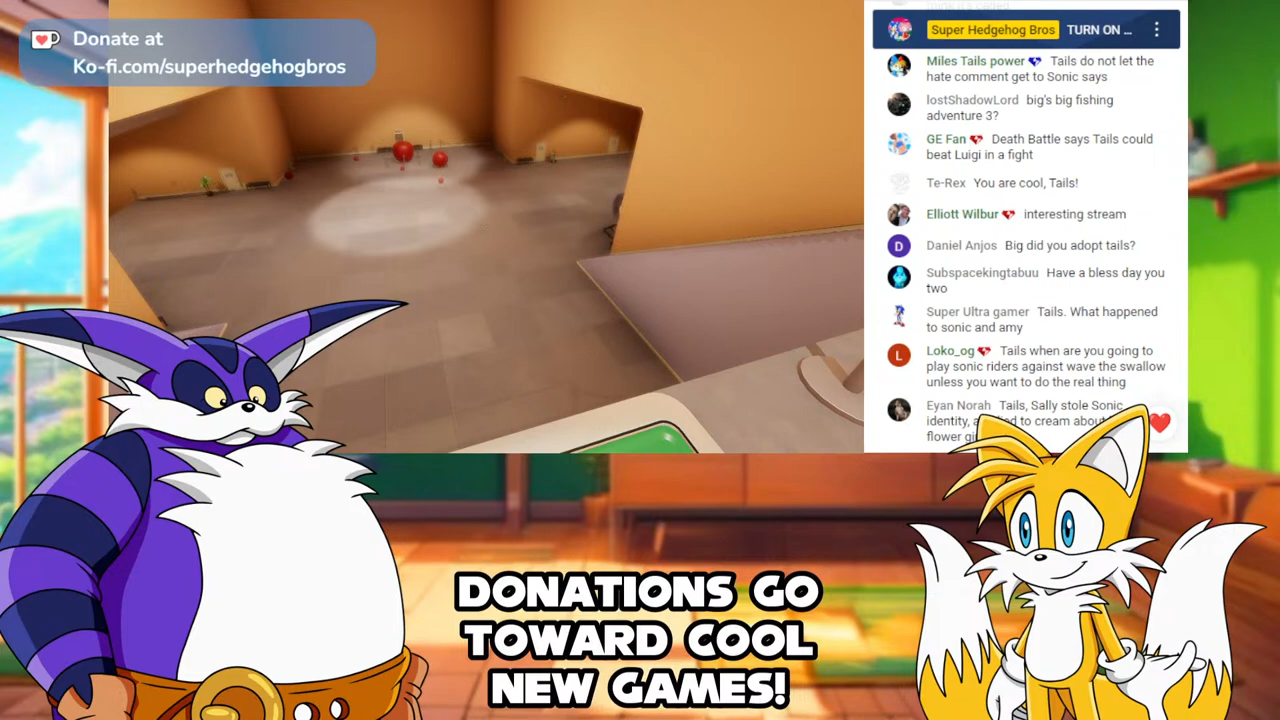 Donate at
Ko-fi.com/superhedgehogbros
Super Hedgehog Bros TURN ON ...
Miles Tails power Tails do not let the
hate comment get to Sonic says
lostShadowLord big's big fishing
adventure 3?
GE Fan Death Battle says Tails could
beat Luigi in a fight
Te-Rex You are cool, Tails!
Elliott Wilbur interesting stream
D Daniel Anjos Big did you adopt tails?
Subspacekingtabuu Have a bless day you
two
Super Ultra gamer Tails. What happened
to sonic and amy
L Loko_og Tails when are you going to
play sonic riders against wave the swallow
unless you want to do the real thing
Eyan Norah Tails, Sally stole Sonic
identity, to cream about
flower
DONATIONS GO
TOWARD COOL
NEW GAMES!